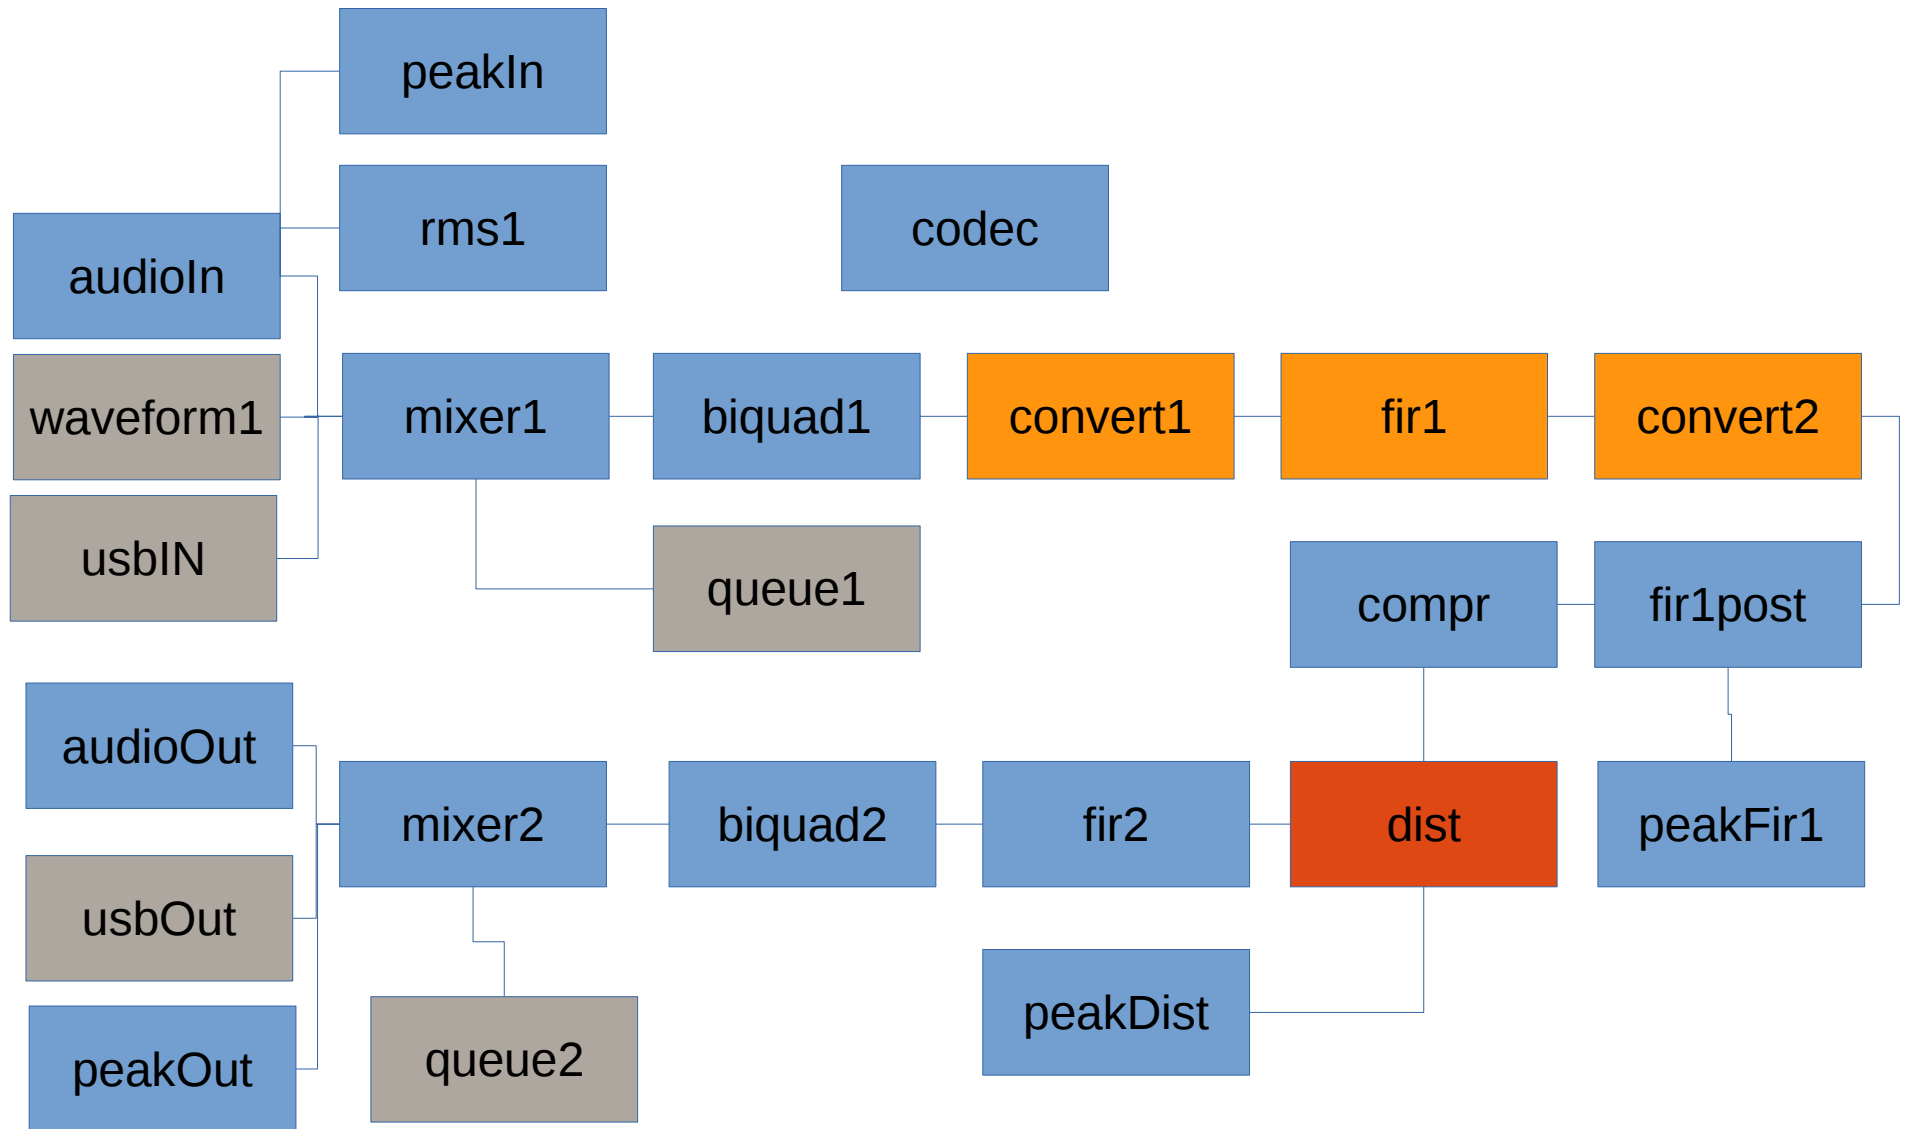 peakIn
rms1
codec
audioIn
waveform1
mixer1
biquad1
convert1
fir1
convert2
usbIN
queue1
compr
fir1post
audioOut
mixer2
biquad2
fir2
dist
peakFir1
usbOut
peakDist
peakOut
queue2